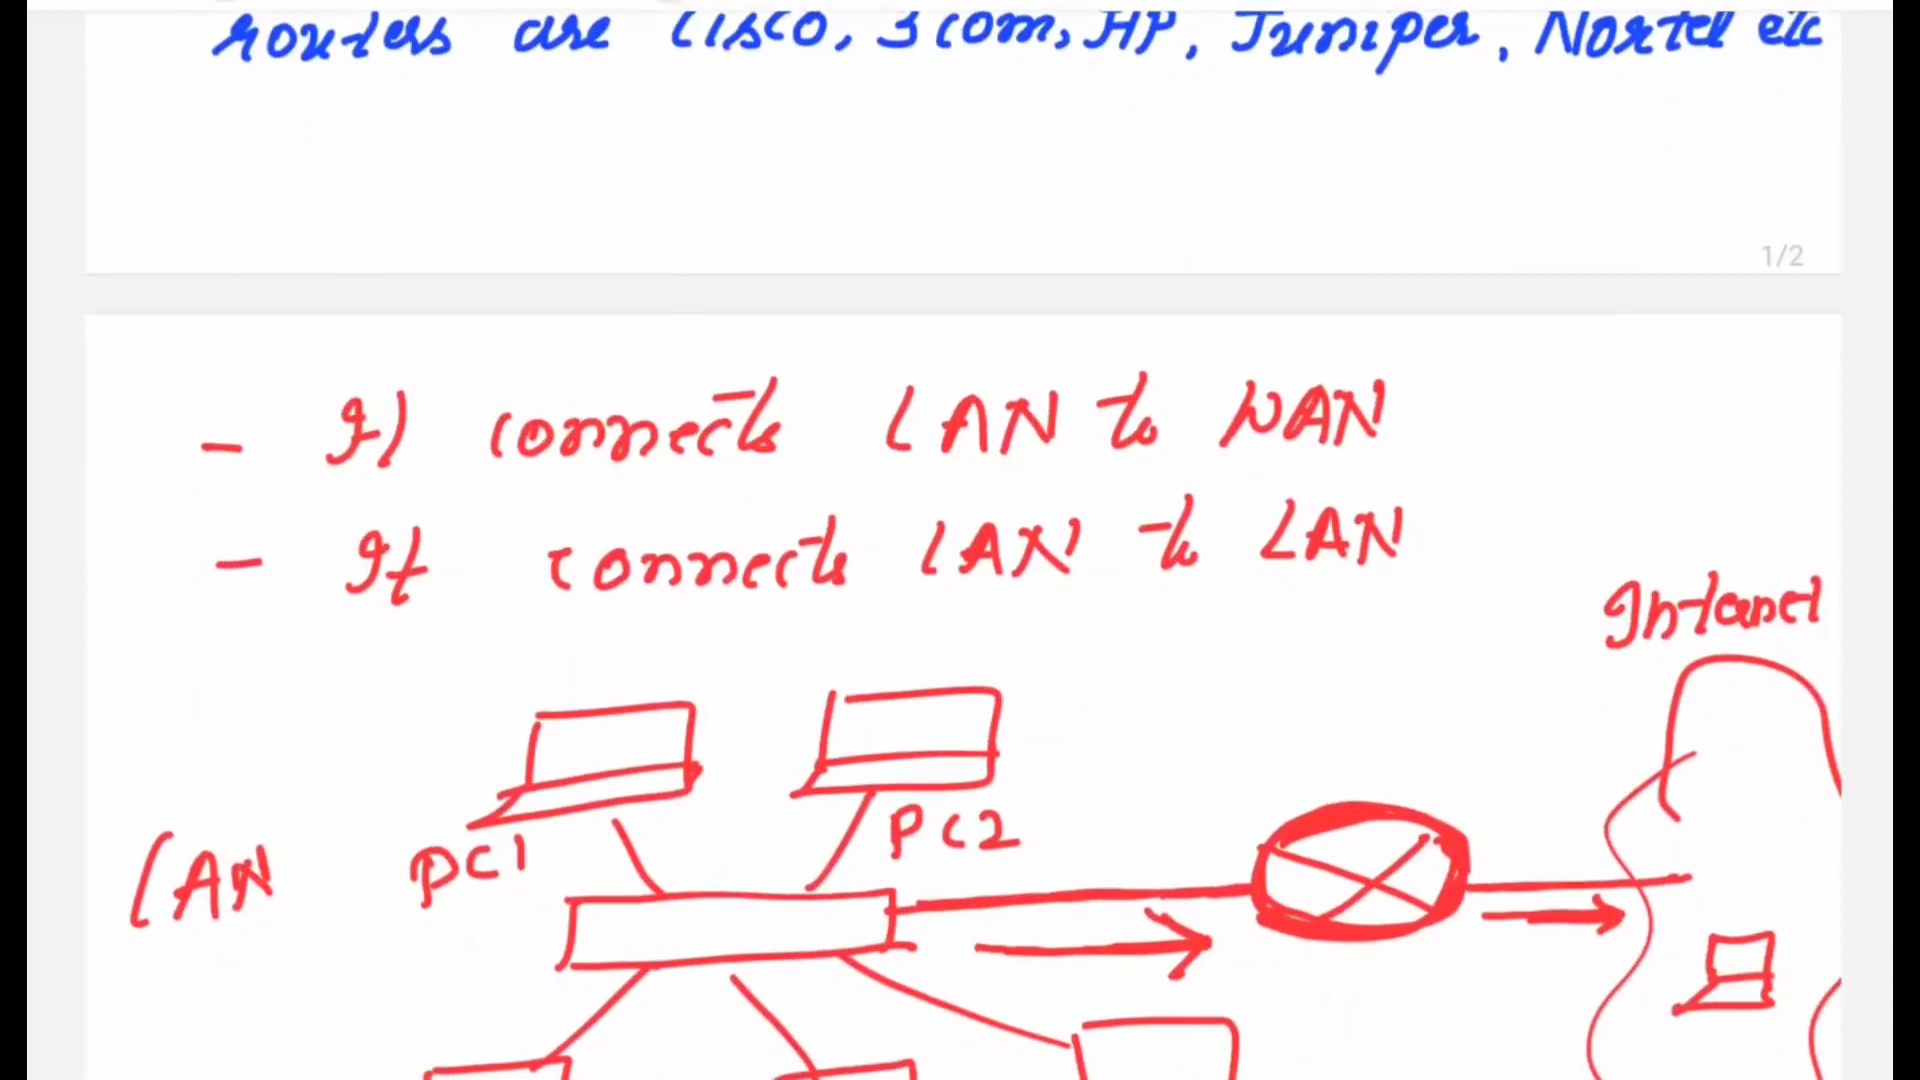 routers are Cisco, 3com, HP, Juniper, Nortel etc
1/2
- It connects LAN to WAN
- It connects LAN to LAN
Internet
PC2
LAN PC1